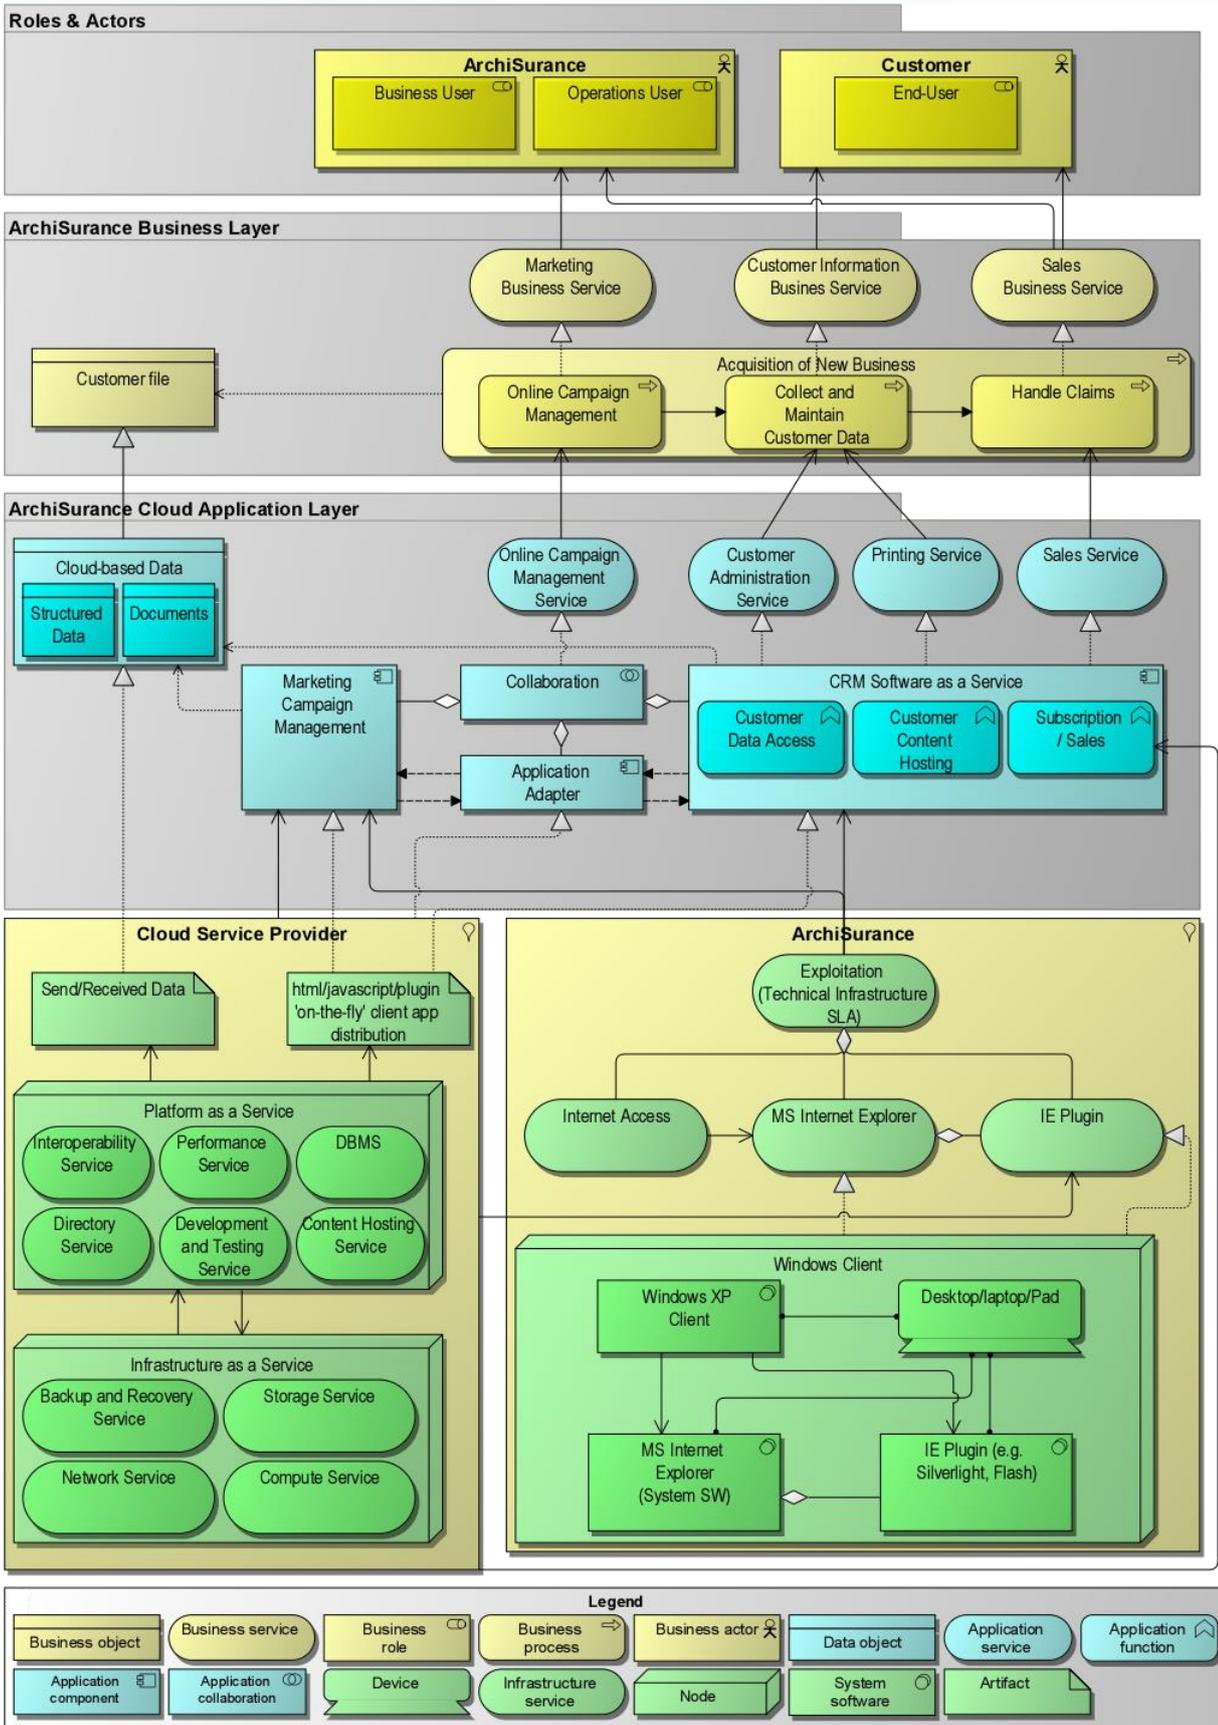 Roles & Actors
ArchiSurance
Business User
Operations User
Customer
End-User
ArchiSurance Business Layer
Marketing
Business Service
Customer Information
Busines Service
Sales
Business Service
Customer file
Acquisition of New Business
Online Campaign
Management
Collect and
Maintain
Customer Data
Handle Claims
ArchiSurance Cloud Application Layer
Cloud-based Data
Structured
Data
Documents
Online Campaign
Management
Service
Customer
Administration
Service
Printing Service
Sales Service
Marketing
Campaign
Management
Collaboration
Application
Adapter
CRM Software as a Service
Customer
Data Access
Customer
Content
Hosting
Subscription
/ Sales
Cloud Service Provider
Send/Received Data
html/javascript/plugin
'on-the-fly' client app
distribution
Platform as a Service
Interoperability
Service
Performance
Service
DBMS
Directory
Service
Development
and Testing
Service
Content Hosting
Service
Infrastructure as a Service
Backup and Recovery
Service
Storage Service
Network Service
Compute Service
ArchiSurance
Exploitation
(Technical Infrastructure
SLA)
Internet Access
MS Internet Explorer
IE Plugin
Windows Client
Windows XP
Client
Desktop/laptop/Pad
MS Internet
Explorer
(System SW)
IE Plugin (e.g.
Silverlight, Flash)
Legend
Business object
Business service
Business
role
Business
process
Business actor
Data object
Application
service
Application
function
Application
component
Application
collaboration
Device
Infrastructure
service
Node
System
software
Artifact